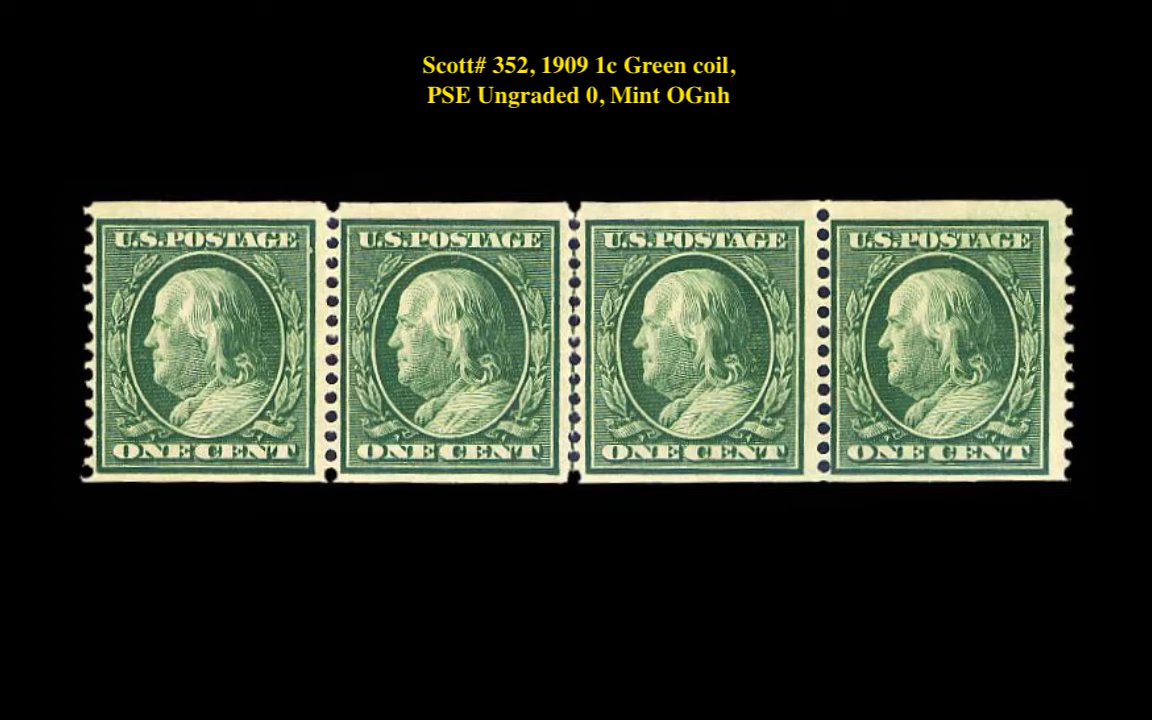 Scott# 352, 1909 1c Green coil,
PSE Ungraded 0, Mint OGnh
U.S.POSTAGE U.S.POSTAGE U.S.POSTAGE U.S.POSTAGE
ONE CENT ONE CENT ONE CENT ONE CENT